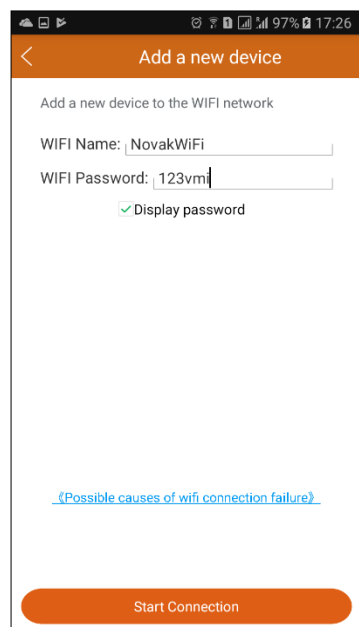 97% 17:26
Add a new device
Add a new device to the WIFI network
WIFI Name: NovakWiFi
WIFI Password: 123vmi
Display password
《Possible causes of wifi connection failure》
Start Connection